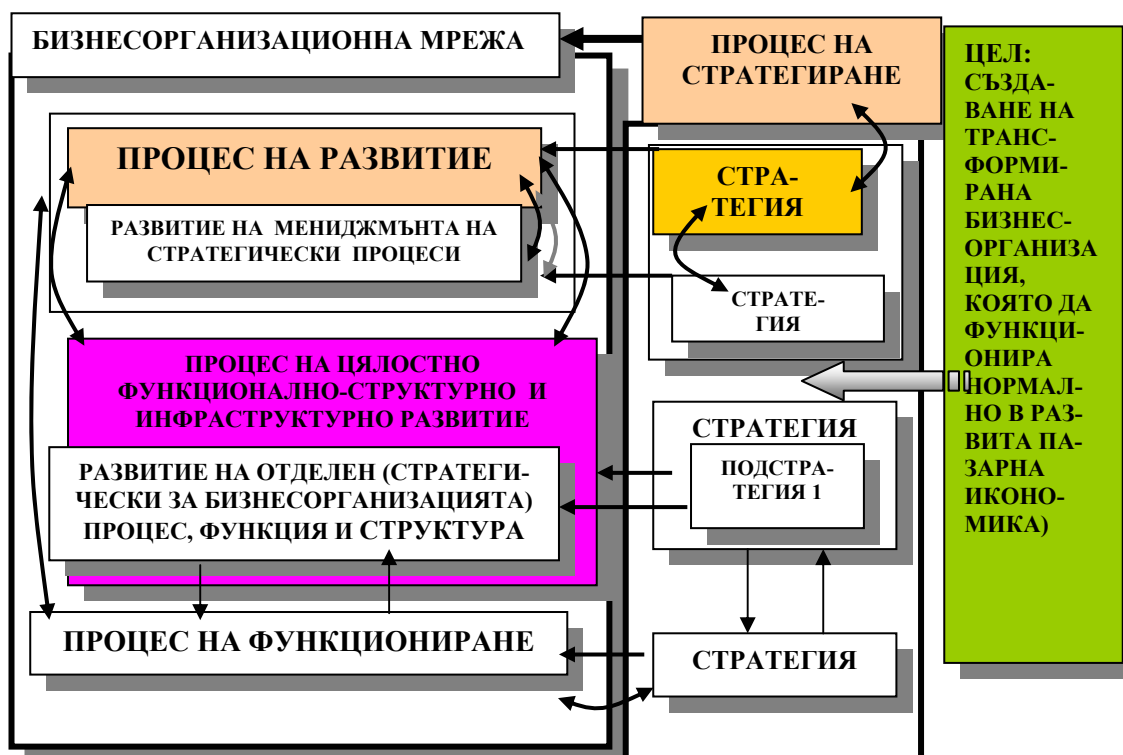 БИЗНЕСОРГАНИЗАЦИОННА МРЕЖА
ПРОЦЕС НА
СТРАТЕГИРАНЕ
ЦЕЛ:
СЪЗДА-
ВАНЕ НА
ТРАНС-
ФОРМИ-
РАНА
БИЗНЕС-
ОРГАНИЗА
ЦИЯ,
КОЯТО ДА
ФУНКЦИ-
ОНИРА
НОРМАЛ-
НО В РАЗ-
ВИТА ПА-
ЗАРНА
ИКОНО-
МИКА)
ПРОЦЕС НА РАЗВИТИЕ
РАЗВИТИЕ НА МЕНИДЖМЪНТА НА
СТРАТЕГИЧЕСКИ ПРОЦЕСИ
СТРА-
ТЕГИЯ
СТРАТЕ-
ГИЯ
ПРОЦЕС НА ЦЯЛОСТНО
ФУНКЦИОНАЛНО-СТРУКТУРНО И
ИНФРАСТРУКТУРНО РАЗВИТИЕ
РАЗВИТИЕ НА ОТДЕЛЕН (СТРАТЕГИ-
ЧЕСКИ ЗА БИЗНЕСОРГАНИЗАЦИЯТА)
ПРОЦЕС, ФУНКЦИЯ И СТРУКТУРА
СТРАТЕГИЯ
ПОДСТРА-
ТЕГИЯ 1
ПРОЦЕС НА ФУНКЦИОНИРАНЕ
СТРАТЕГИЯ